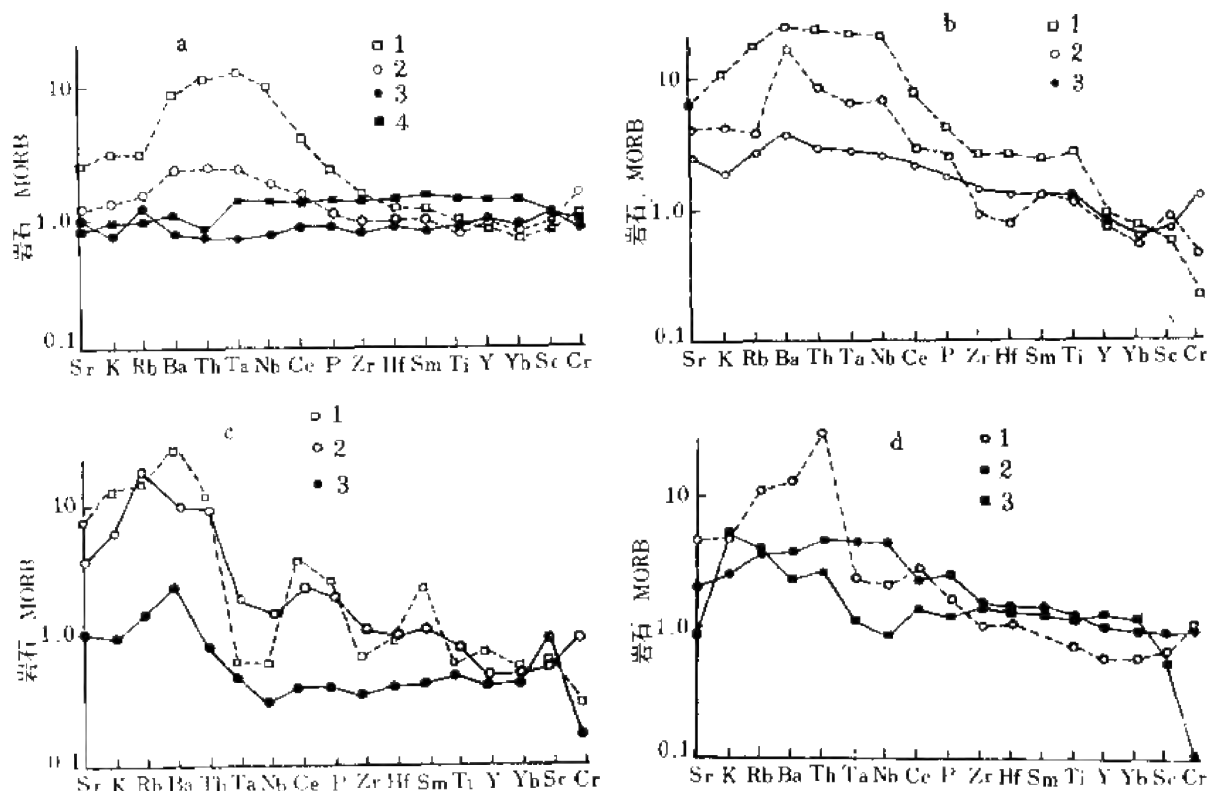 a
□ 1
○ 2
● 3
■ 4
10
1.0
0.1
岩石 MORB
Sr K Rb Ba Th Ta Nb Ce P Zr Hf Sm Ti Y Yb Sc Cr
b
□ 1
○ 2
● 3
10
1.0
0.1
岩石 MORB
Sr K Rb Ba Th Ta Nb Ce P Zr Hf Sm Ti Y Yb Sc Cr
c
□ 1
○ 2
● 3
10
1.0
0.1
岩石 MORB
Sr K Rb Ba Th Ta Nb Ce P Zr Hf Sm Ti Y Yb Sc Cr
d
○ 1
■ 2
■ 3
10
1.0
0.1
岩石 MORB
Sr K Rb Ba Th Ta Nb Ce P Zr Hf Sm Ti Y Yb Sc Cr